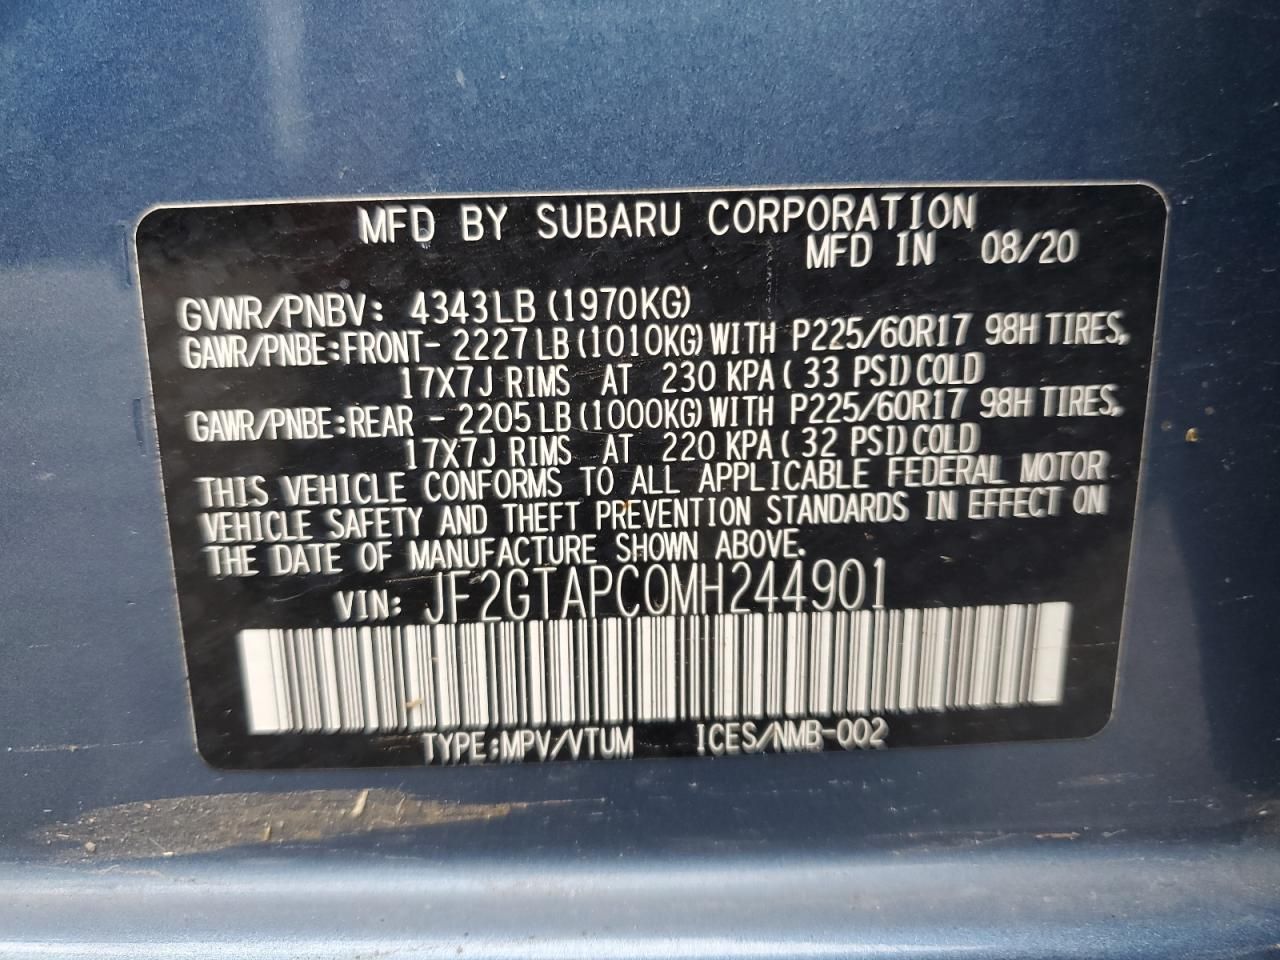 MFD BY SUBARU CORPORATION
MFD IN 08/20
GVWR/PNBV: 4343LB (1970KG)
GAWR/PNBE:FRONT- 2227LB (1010KG) WITH P225/60R17 98H TIRES,
17X7J RIMS AT 230 KPA( 33 PSI) COLD
GAWR/PNBE:REAR - 2205LB (1000KG) WITH P225/60R17 98H TIRES,
17X7J RIMS AT 220 KPA( 32 PSI) COLD
THIS VEHICLE CONFORMS TO ALL APPLICABLE FEDERAL MOTOR
VEHICLE SAFETY AND THEFT PREVENTION STANDARDS IN EFFECT ON
THE DATE OF MANUFACTURE SHOWN ABOVE.
VIN: JF2GTAPC0MH244901
TYPE:MPV/VTUM ICES/NMB-002